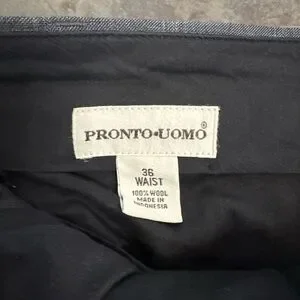 PRONTO•UOMO®
36
WAIST
100% WOOL
MADE IN
INDONESIA